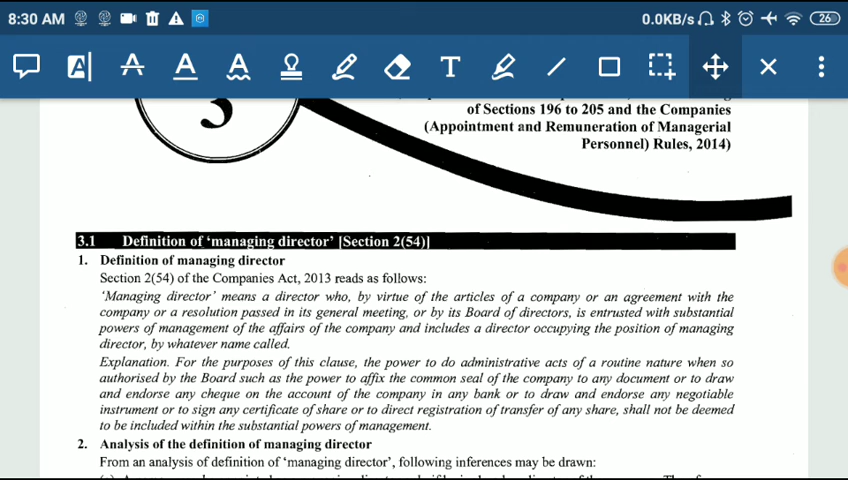 8:30 AM
0.0KB/s
26
A
A
A
A
T
3
of Sections 196 to 205 and the Companies
(Appointment and Remuneration of Managerial
Personnel) Rules, 2014)
3.1 Definition of ‘managing director’ [Section 2(54)]
1. Definition of managing director
Section 2(54) of the Companies Act, 2013 reads as follows:
‘Managing director’ means a director who, by virtue of the articles of a company or an agreement with the
company or a resolution passed in its general meeting, or by its Board of directors, is entrusted with substantial
powers of management of the affairs of the company and includes a director occupying the position of managing
director, by whatever name called.
Explanation. For the purposes of this clause, the power to do administrative acts of a routine nature when so
authorised by the Board such as the power to affix the common seal of the company to any document or to draw
and endorse any cheque on the account of the company in any bank or to draw and endorse any negotiable
instrument or to sign any certificate of share or to direct registration of transfer of any share, shall not be deemed
to be included within the substantial powers of management.
2. Analysis of the definition of managing director
From an analysis of definition of ‘managing director’, following inferences may be drawn: